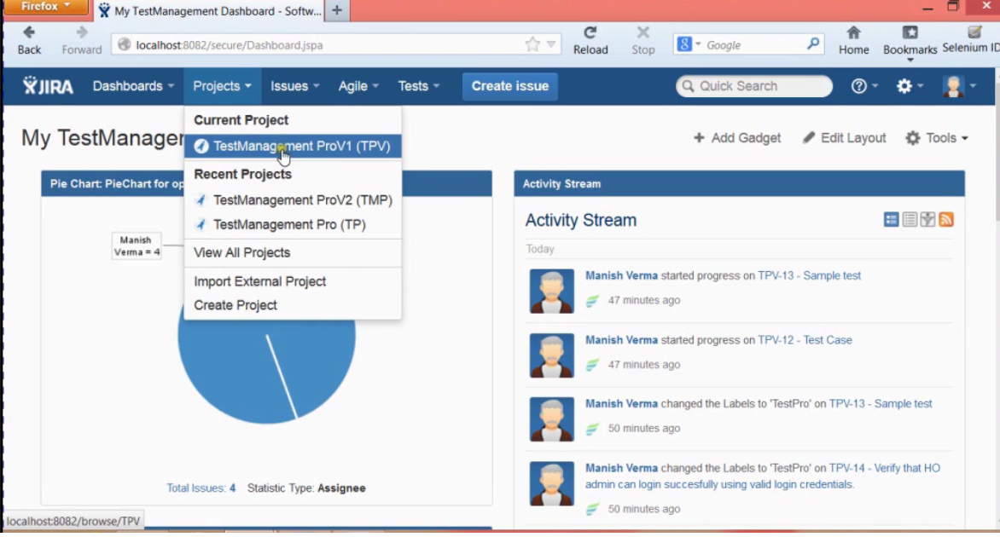 Firefox
My TestManagement Dashboard - Softw...
Back
Forward
localhost:8082/secure/Dashboard.jspa
Reload
Stop
Google
Home
Bookmarks
Selenium ID
JIRA
Dashboards
Projects
Issues
Agile
Tests
Create issue
Quick Search
Current Project
TestManagement ProV1 (TPV)
Recent Projects
TestManagement ProV2 (TMP)
TestManagement Pro (TP)
View All Projects
Import External Project
Create Project
My TestManager
Add Gadget
Edit Layout
Tools
Pie Chart: PieChart for op
Manish
Verma = 4
Total Issues: 4 Statistic Type: Assignee
Activity Stream
Activity Stream
Today
Manish Verma started progress on TPV-13 - Sample test
47 minutes ago
Manish Verma started progress on TPV-12 - Test Case
47 minutes ago
Manish Verma changed the Labels to 'TestPro' on TPV-13 - Sample test
50 minutes ago
Manish Verma changed the Labels to 'TestPro' on TPV-14 - Verify that HO
admin can login succesfully using valid login credentials.
50 minutes ago
localhost:8082/browse/TPV